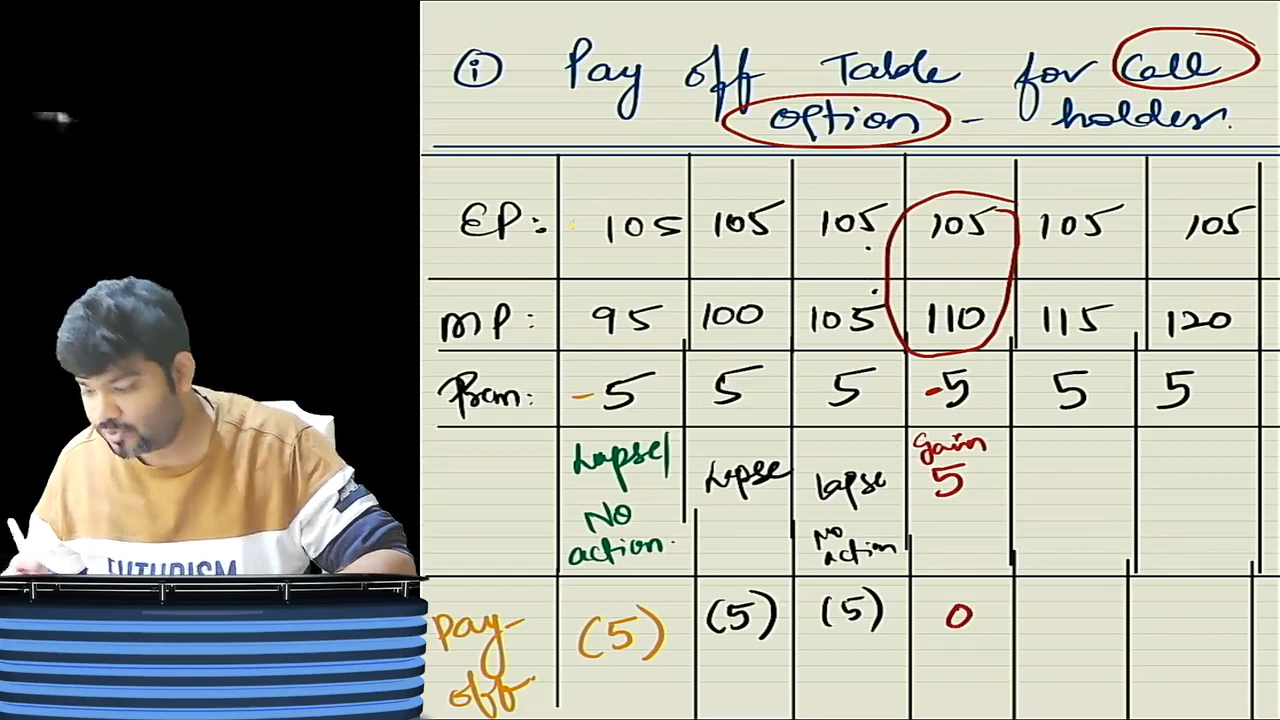 (i) Pay off Table for Call
option - holder.
EP: 105 105 105 105 105 105
MP: 95 100 105 110 115 120
Prem: -5 5 5 -5 5 5
Lapse/ Lapse Lapse Gain
No action. No action 5
Pay-off (5) (5) (5) 0
FUTURISM